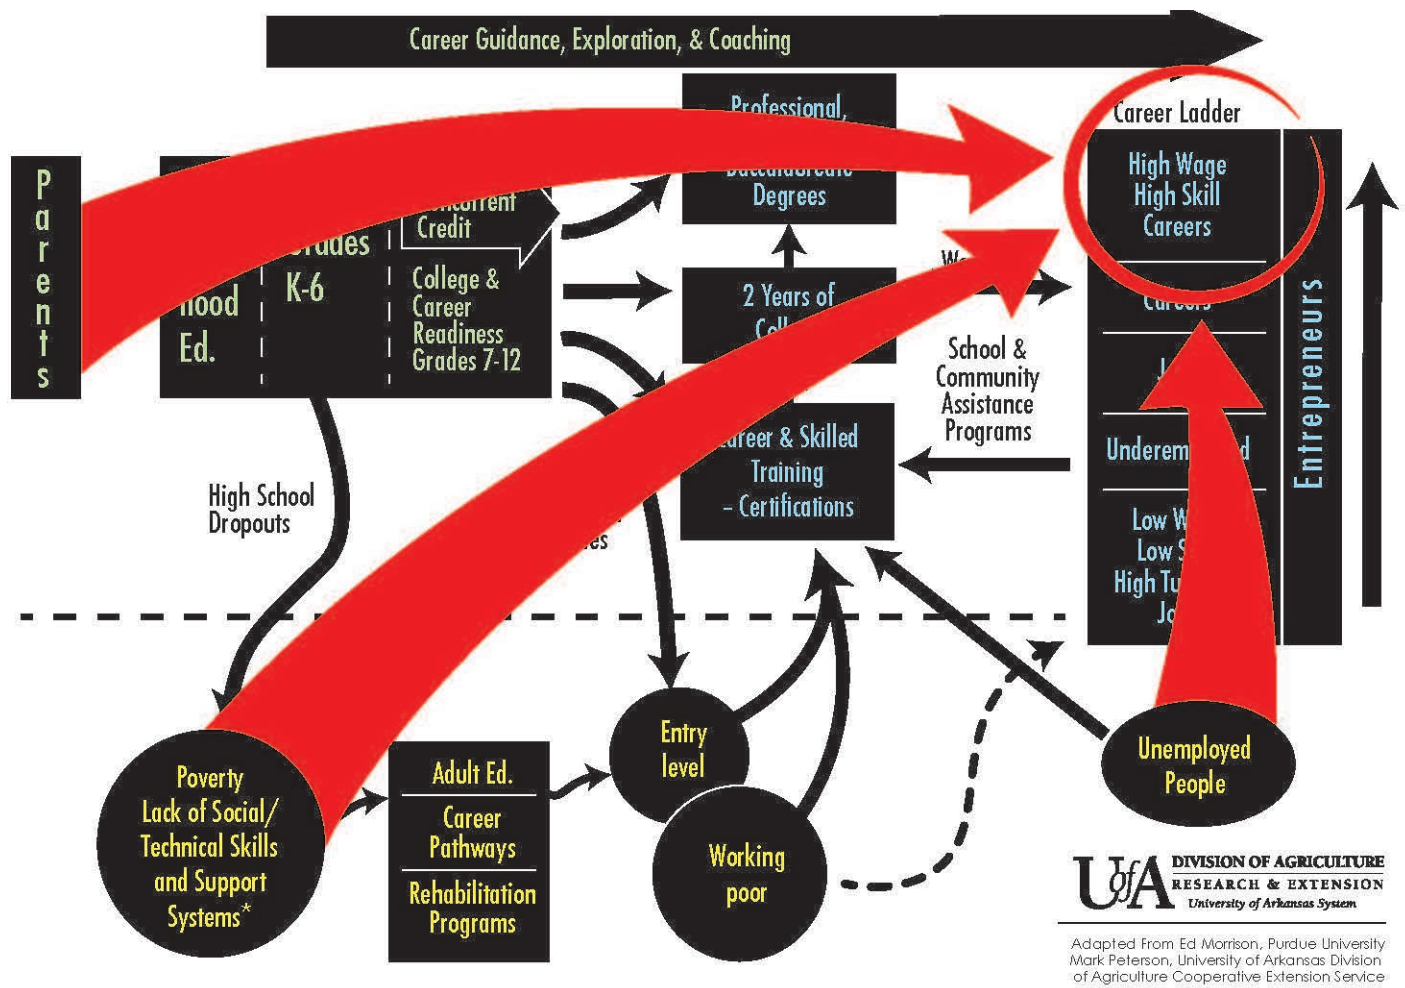 Career Guidance, Exploration, & Coaching
Parents
Ed.
K-6
Credit
College &
Career
Readiness
Grades 7-12
Professional,
Degrees
2 Years of
Career Ladder
High Wage
High Skill
Careers
Careers
School &
Community
Assistance
Programs
& Skilled
Training
– Certifications
Low
Low
High
Entrepreneurs
High School
Dropouts
Poverty
Lack of Social/
Technical Skills
and Support
Systems*
Adult Ed.
Career
Pathways
Rehabilitation
Programs
Entry
level
Working
poor
Unemployed
People
UofA
DIVISION OF AGRICULTURE
RESEARCH & EXTENSION
University of Arkansas System
Adapted From Ed Morrison, Purdue University
Mark Peterson, University of Arkansas Division
of Agriculture Cooperative Extension Service